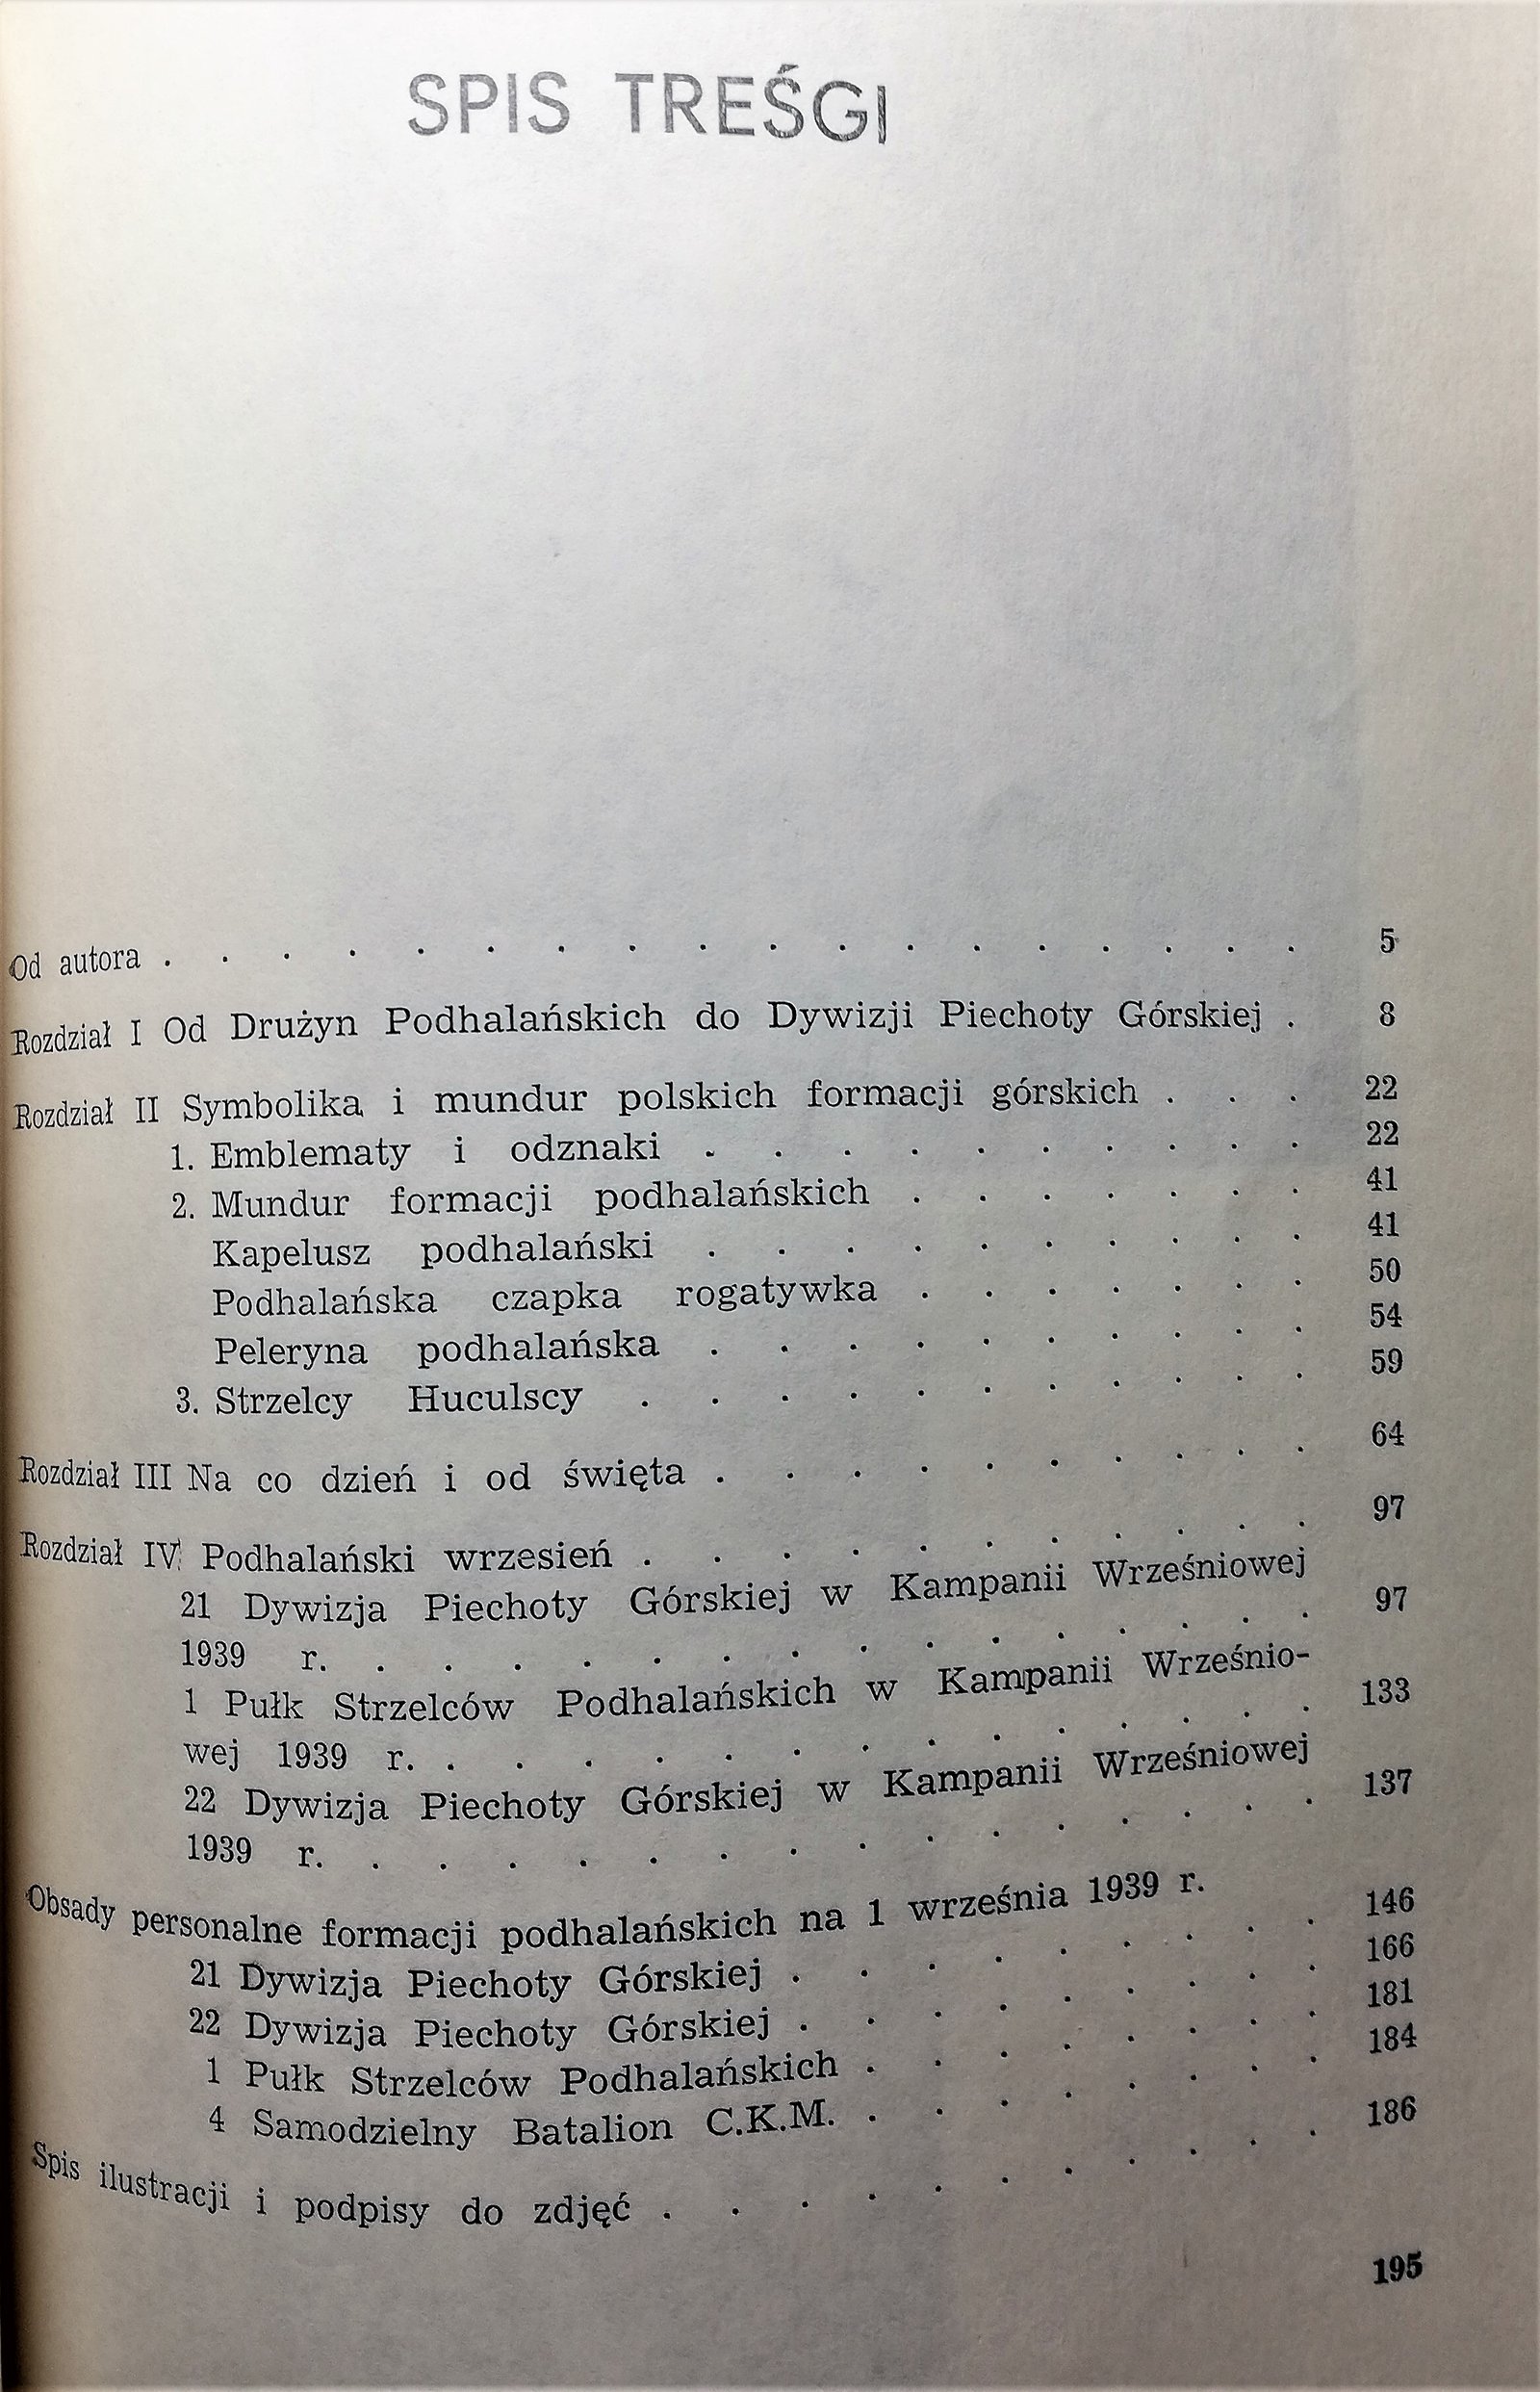 SPIS TREŚGI
Od autora . . . . . . . . . . . . . . . . . . 5
Rozdział I Od Drużyn Podhalańskich do Dywizji Piechoty Górskiej . 8
Rozdział II Symbolika i mundur polskich formacji górskich . . . 22
1. Emblematy i odznaki . . . . . . . . . . 22
2. Mundur formacji podhalańskich . . . . . . . 41
Kapelusz podhalański . . . . . . . . . . 41
Podhalańska czapka rogatywka . . . . . . . 50
Peleryna podhalańska . . . . . . . . . . 54
3. Strzelcy Huculscy . . . . . . . . . . . 59
Rozdział III Na co dzień i od święta . . . . . . . . . . 64
Rozdział IV Podhalański wrzesień . . . . . . . . . . . 97
21 Dywizja Piechoty Górskiej w Kampanii Wrześniowej
1939 r. . . . . . . . . . . . . . . . 97
1 Pułk Strzelców Podhalańskich w Kampanii Wrześnio-
wej 1939 r. . . . . . . . . . . . . . . 133
22 Dywizja Piechoty Górskiej w Kampanii Wrześniowej
1939 r. . . . . . . . . . . . . . . . 137
Obsady personalne formacji podhalańskich na 1 września 1939 r.
21 Dywizja Piechoty Górskiej . . . . . . . . . 146
22 Dywizja Piechoty Górskiej . . . . . . . . . 166
1 Pułk Strzelców Podhalańskich . . . . . . . . 181
4 Samodzielny Batalion C.K.M. . . . . . . . . 184
Spis ilustracji i podpisy do zdjęć . . . . . . . . . . . 186
195